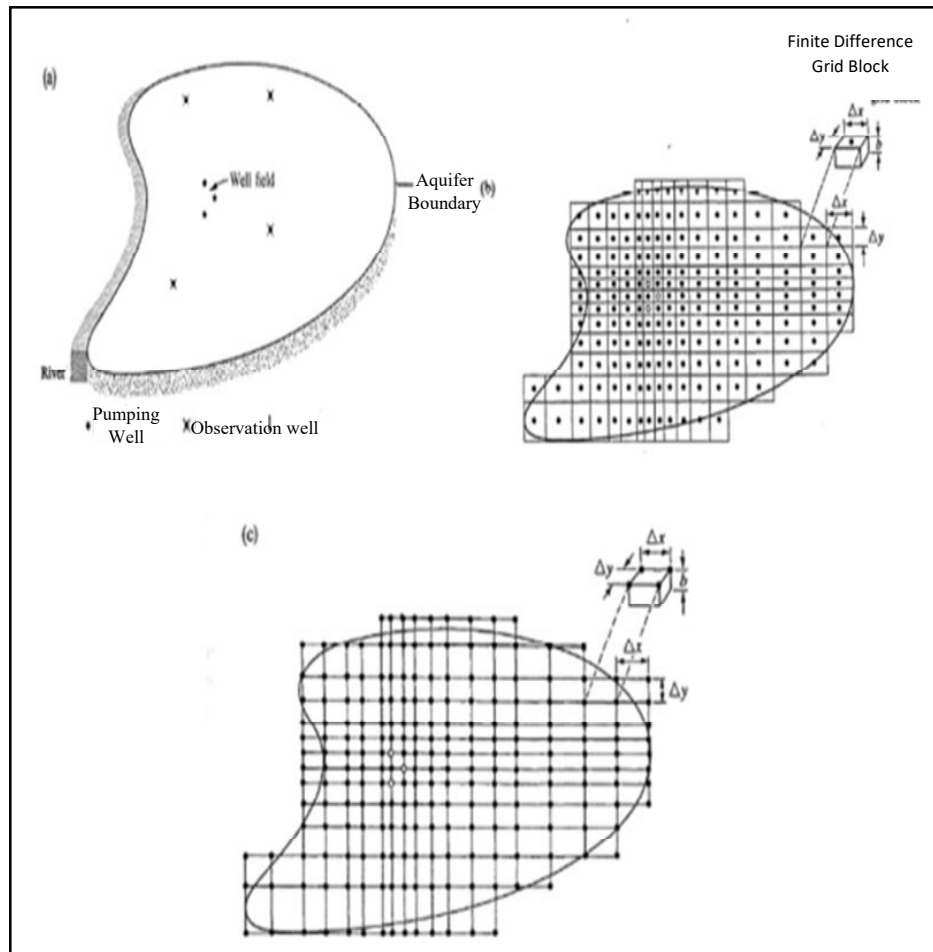 Finite Difference
Grid Block
(a)
Δx
Δy
b
Well field
Aquifer
Boundary
(b)
Δx
Δy
River
Pumping
Well
Observation well
(c)
Δx
Δy
b
Δx
Δy